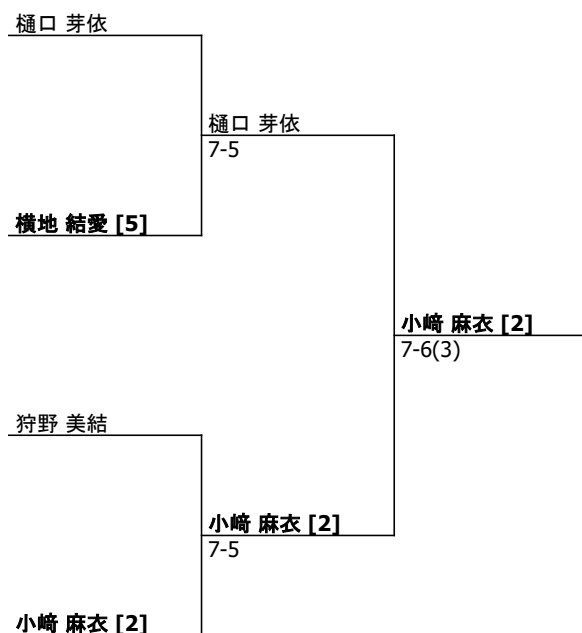 樋口 芽依
樋口 芽依
7-5
横地 結愛 [5]
小﨑 麻衣 [2]
7-6(3)
狩野 美結
小﨑 麻衣 [2]
7-5
小﨑 麻衣 [2]